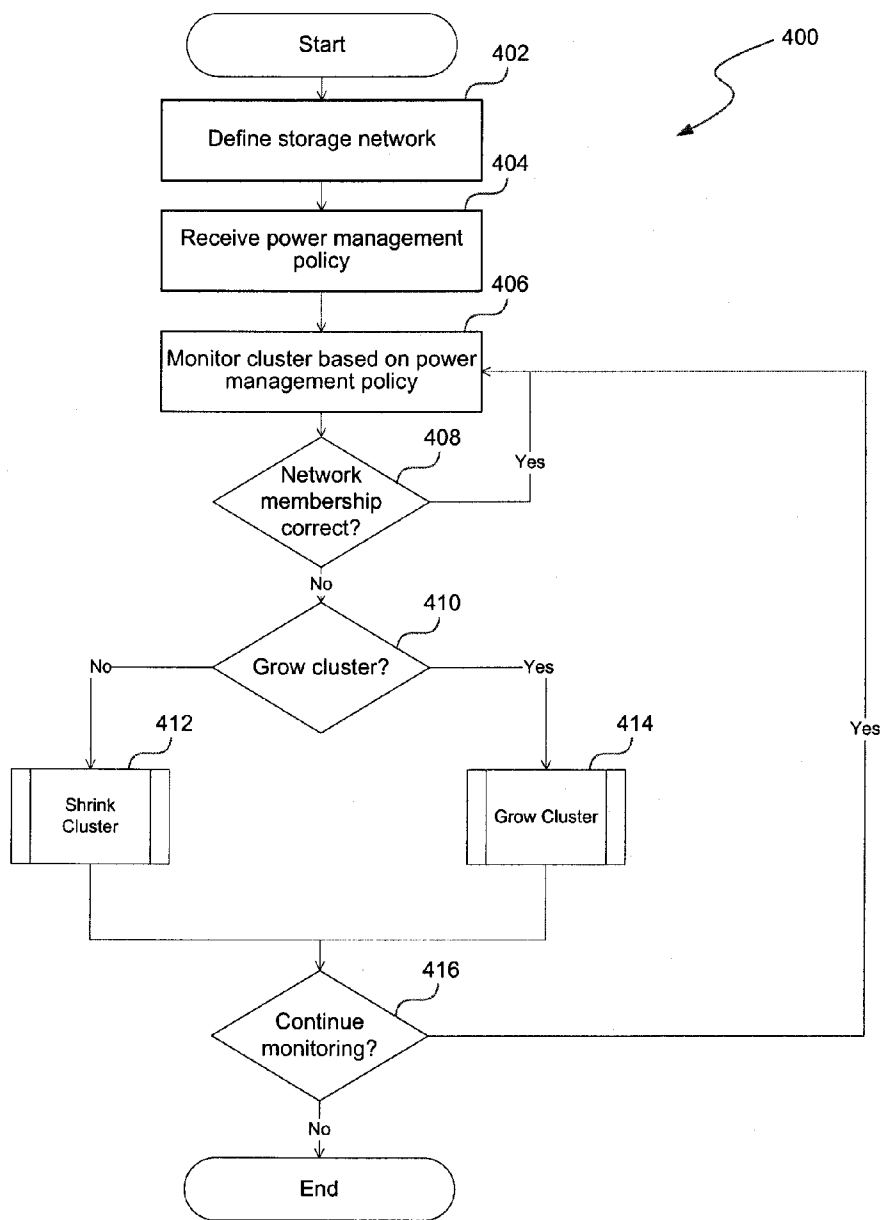 Start
400
402
Define storage network
404
Receive power management
policy
406
Monitor cluster based on power
management policy
408
Network
membership
correct?
Yes
No
410
Grow cluster?
No
Yes
412
Shrink
Cluster
414
Grow Cluster
Yes
416
Continue
monitoring?
No
End